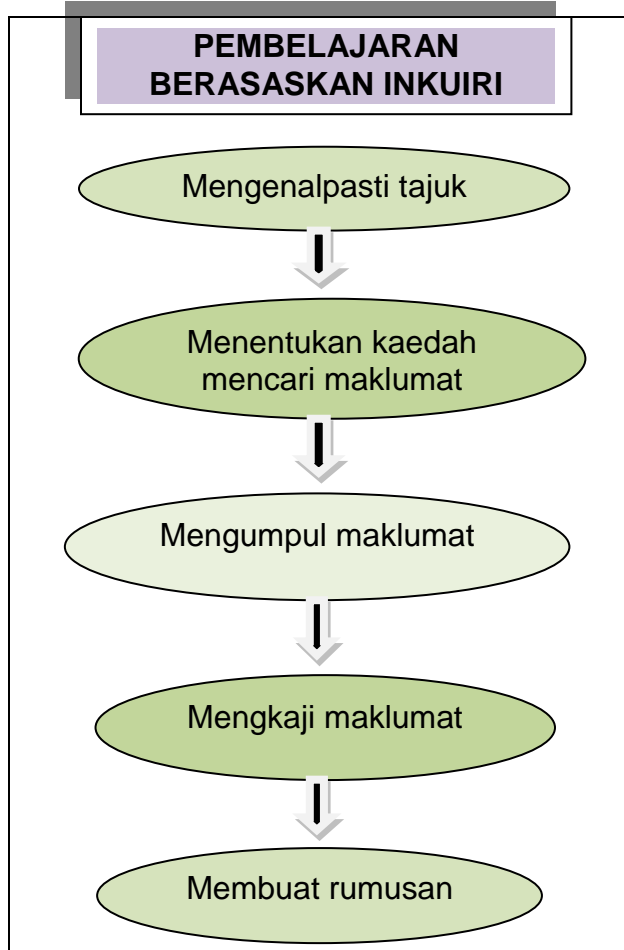 PEMBELAJARAN
BERASASKAN INKUIRI
Mengenalpasti tajuk
Menentukan kaedah
mencari maklumat
Mengumpul maklumat
Mengkaji maklumat
Membuat rumusan